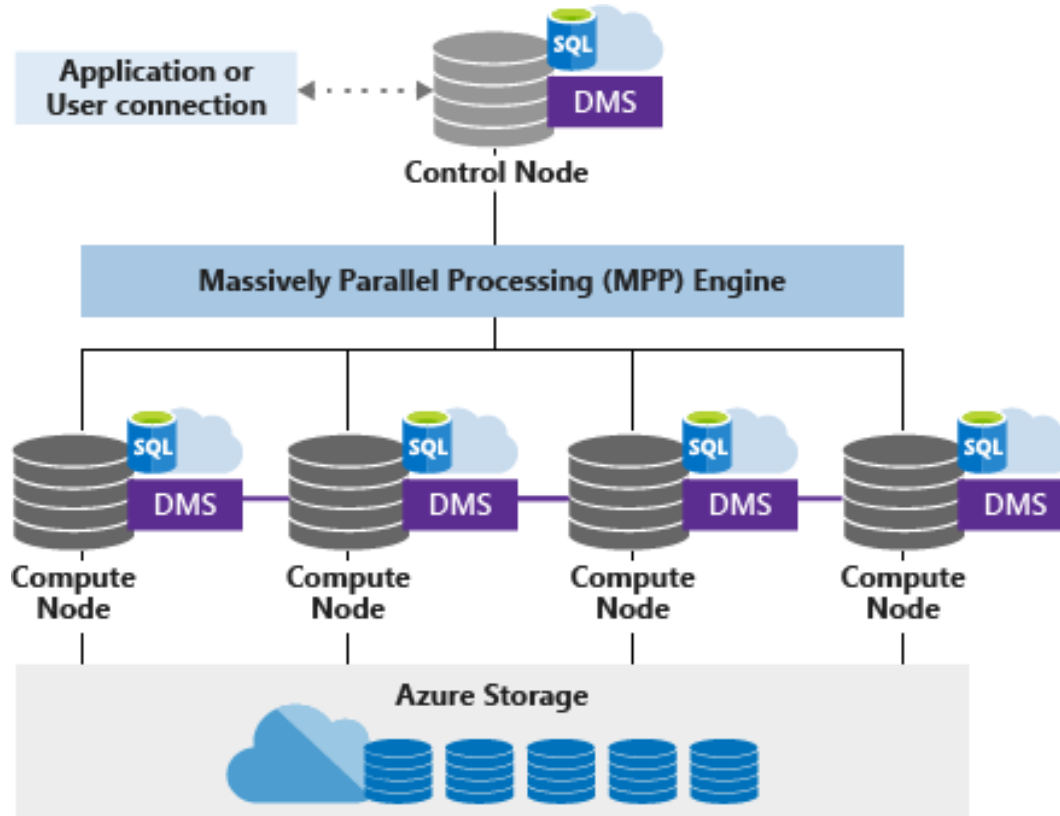 SQL
Application or
User connection
DMS
Control Node
Massively Parallel Processing (MPP) Engine
SQL
SQL
SQL
SQL
DMS
DMS
DMS
DMS
Compute
Node
Compute
Node
Compute
Node
Compute
Node
Azure Storage